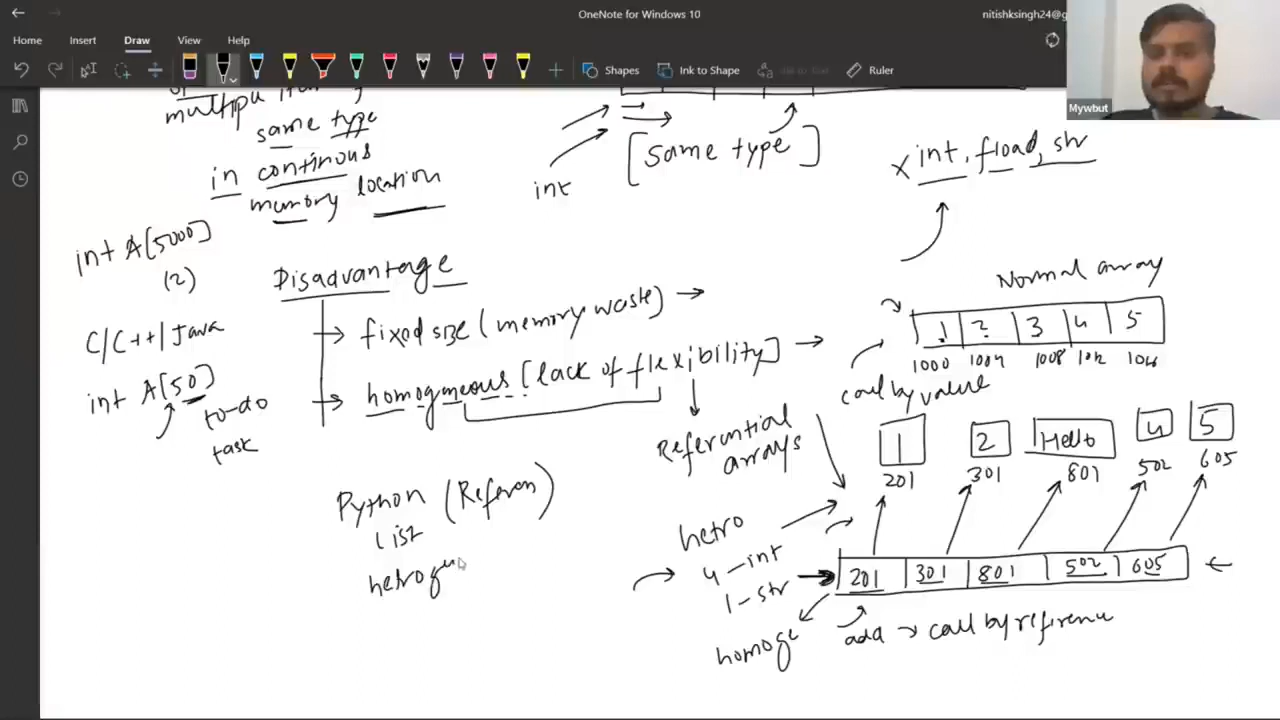 OneNote for Windows 10
nitishksingh24@g
Home
Insert
Draw
View
Help
Shapes
Ink to Shape
Ruler
Mywbut
same type
in continous
memory location
[same type]
int
x int, fload, str
int A[5000]
(2)
C/C++/Java
int A[50]
to-do
task
Disadvantage
→ fixed size (memory waste) →
→ homogneous [lack of flexibility] →
Referential
arrays
Normal array
1 2 3 4 5
1000 1004 1008 1012 1016
call by value
1 2 Hello 4 5
201 301 801 502 605
Python (Referen)
list
hetrog
hetro
4 - int
1 - str
homoge
201 301 801 502 605
add → call by reference